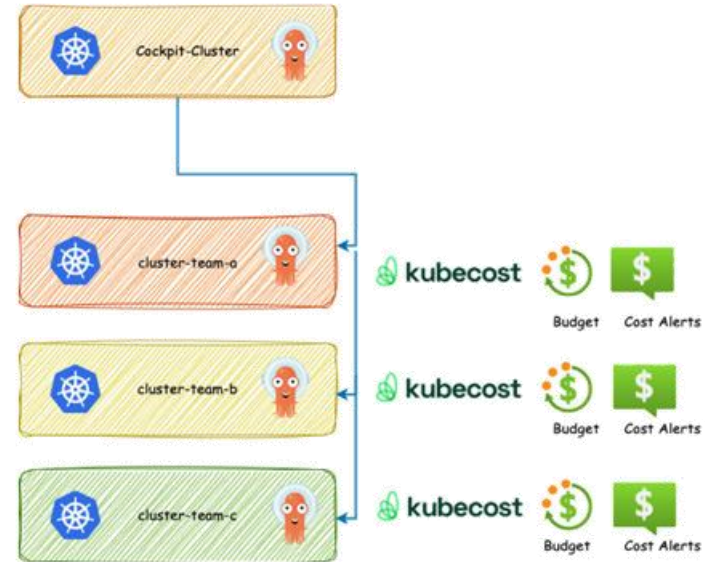 Cockpit-Cluster
cluster-team-a
kubecost
$
$
Budget
Cost Alerts
cluster-team-b
kubecost
$
$
Budget
Cost Alerts
cluster-team-c
kubecost
$
$
Budget
Cost Alerts